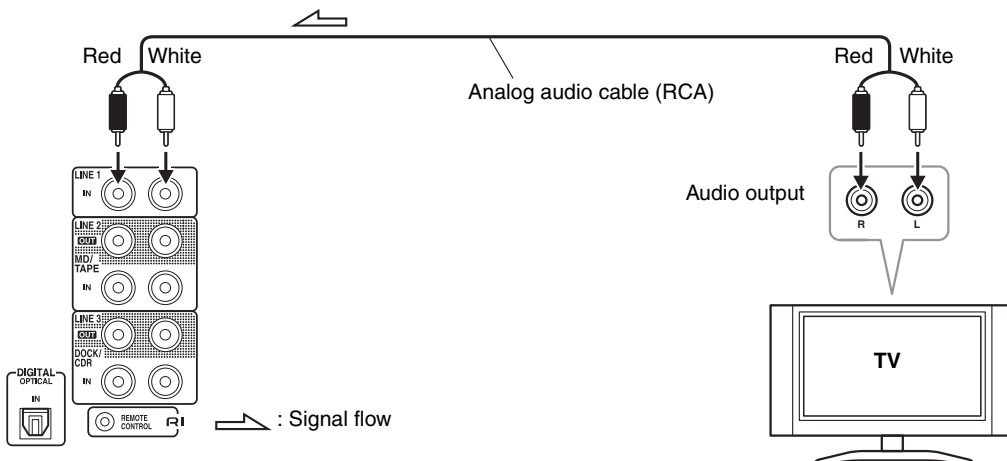 Red White
Red White
Analog audio cable (RCA)
LINE 1
IN
Audio output
R L
LINE 2
OUT
MD/
TAPE
IN
LINE 3
OUT
DOCK/
CDR
IN
TV
DIGITAL
OPTICAL
IN
REMOTE
CONTROL
RI
: Signal flow